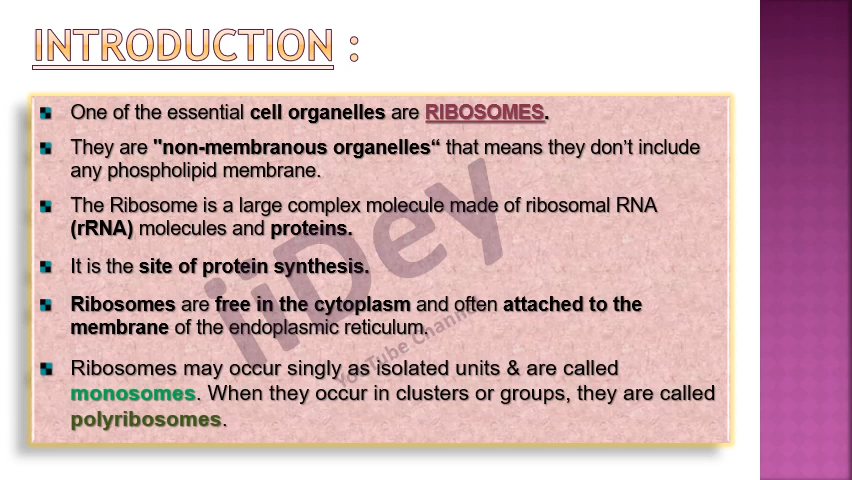 INTRODUCTION :
One of the essential cell organelles are RIBOSOMES.
They are "non-membranous organelles“ that means they don’t include
any phospholipid membrane.
The Ribosome is a large complex molecule made of ribosomal RNA
(rRNA) molecules and proteins.
It is the site of protein synthesis.
Ribosomes are free in the cytoplasm and often attached to the
membrane of the endoplasmic reticulum.
Ribosomes may occur singly as isolated units & are called
monosomes. When they occur in clusters or groups, they are called
polyribosomes.
iiDey
YouTube Channel